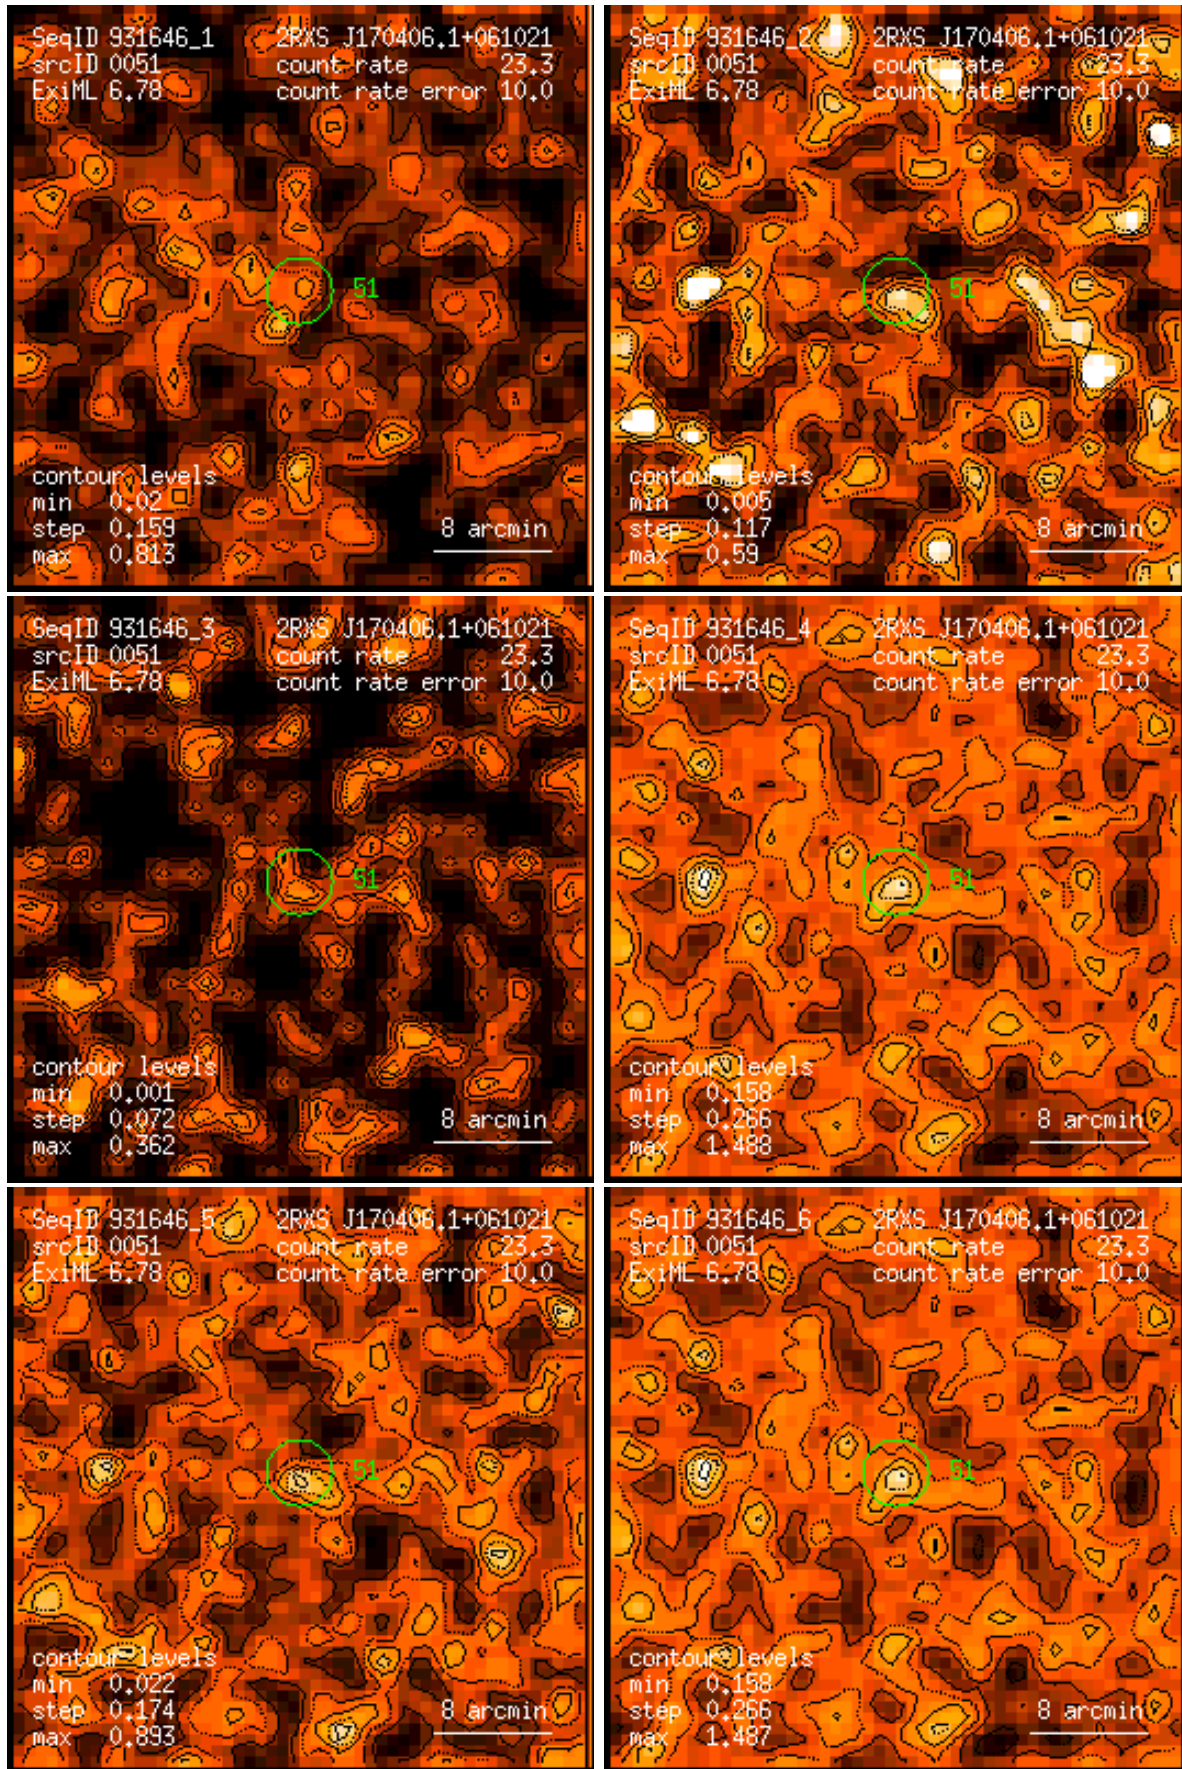 SeqID 931646_1 2RXS J170406.1+061021
srcID 0051 count rate 23.3
ExiML 6.78 count rate error 10.0
51
contour levels
min 0.02
step 0.159 8 arcmin
max 0.813
SeqID 931646_2 2RXS J170406.1+061021
srcID 0051 count rate 23.3
ExiML 6.78 count rate error 10.0
51
contour levels
min 0.005
step 0.117 8 arcmin
max 0.59
SeqID 931646_3 2RXS J170406.1+061021
srcID 0051 count rate 23.3
ExiML 6.78 count rate error 10.0
51
contour levels
min 0.001
step 0.072 8 arcmin
max 0.362
SeqID 931646_4 2RXS J170406.1+061021
srcID 0051 count rate 23.3
ExiML 6.78 count rate error 10.0
51
contour levels
min 0.158
step 0.266 8 arcmin
max 1.488
SeqID 931646_5 2RXS J170406.1+061021
srcID 0051 count rate 23.3
ExiML 6.78 count rate error 10.0
51
contour levels
min 0.022
step 0.174 8 arcmin
max 0.893
SeqID 931646_6 2RXS J170406.1+061021
srcID 0051 count rate 23.3
ExiML 6.78 count rate error 10.0
51
contour levels
min 0.158
step 0.266 8 arcmin
max 1.487